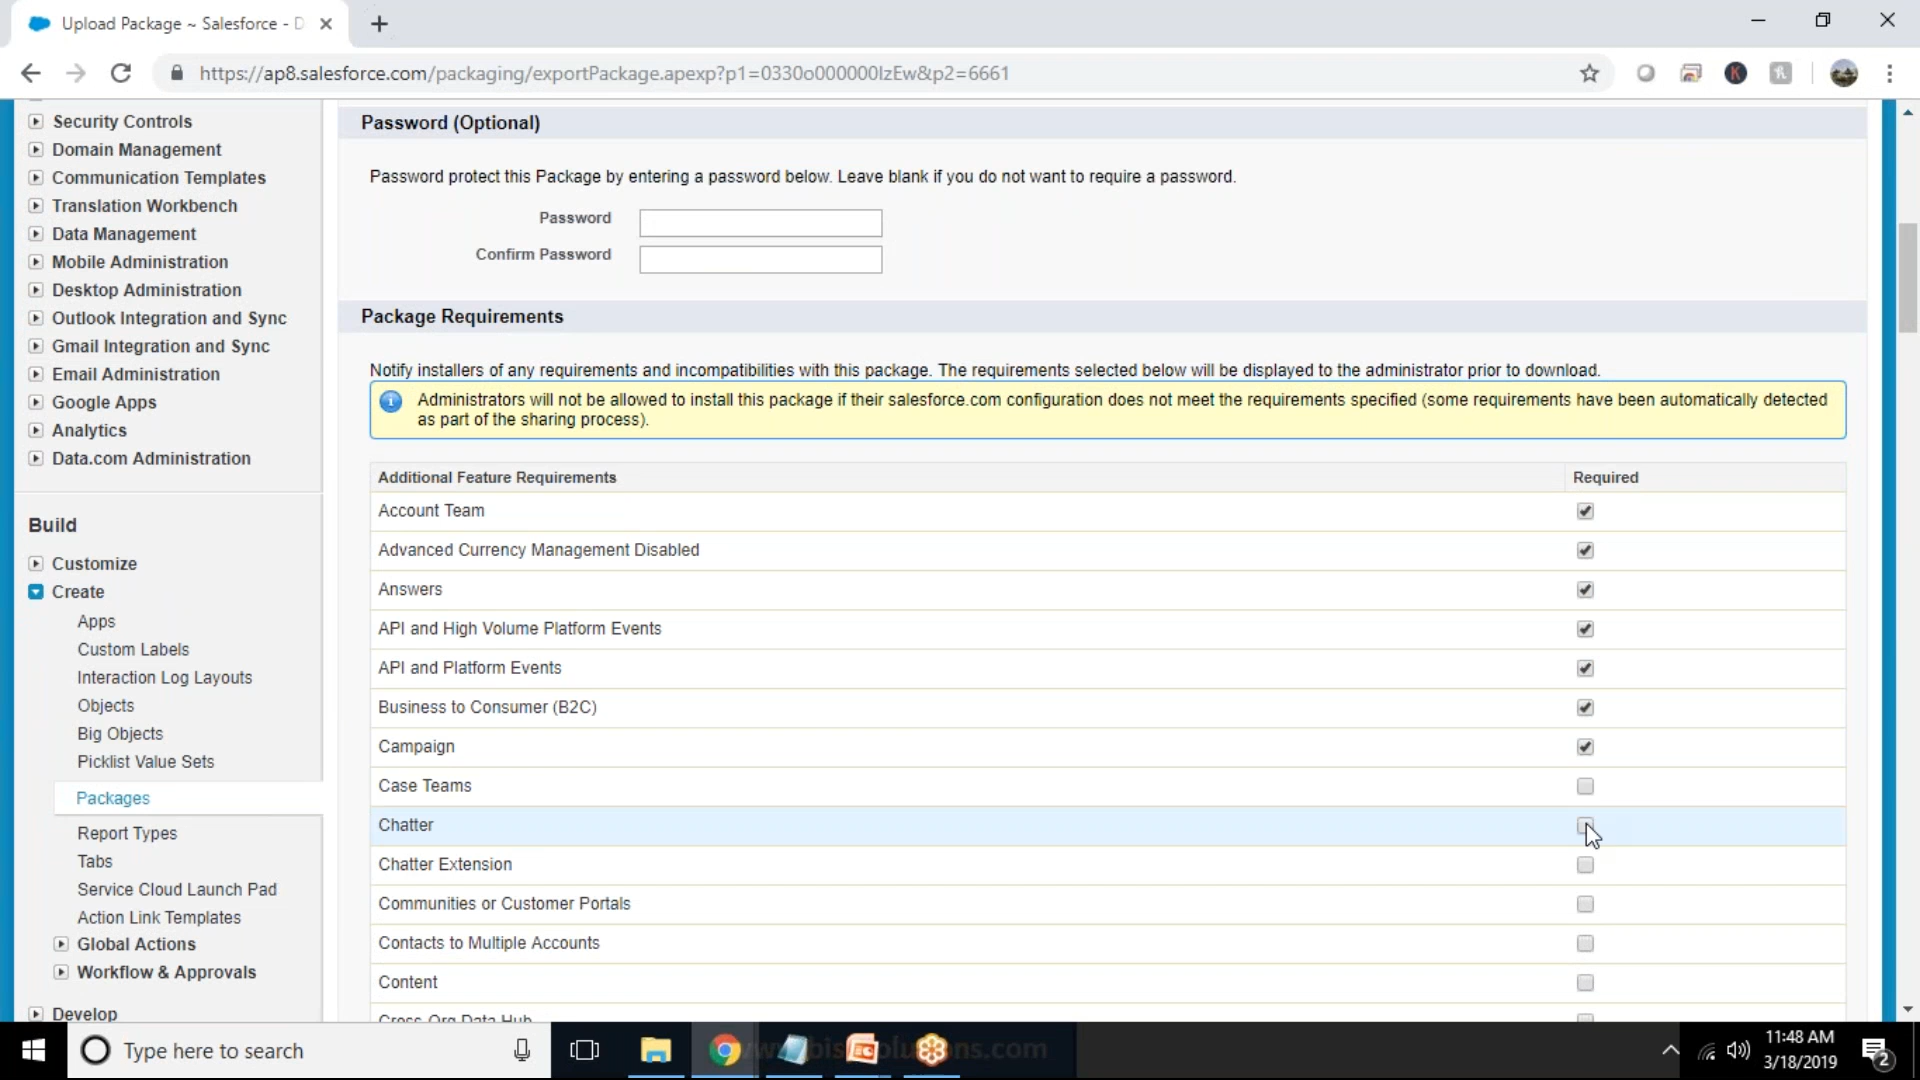 Upload Package ~ Salesforce - D
https://ap8.salesforce.com/packaging/exportPackage.apexp?p1=0330o000000IzEw&p2=6661
Security Controls
Domain Management
Communication Templates
Translation Workbench
Data Management
Mobile Administration
Desktop Administration
Outlook Integration and Sync
Gmail Integration and Sync
Email Administration
Google Apps
Analytics
Data.com Administration
Build
Customize
Create
Apps
Custom Labels
Interaction Log Layouts
Objects
Big Objects
Picklist Value Sets
Packages
Report Types
Tabs
Service Cloud Launch Pad
Action Link Templates
Global Actions
Workflow & Approvals
Develop
Password (Optional)
Password protect this Package by entering a password below. Leave blank if you do not want to require a password.
Password
Confirm Password
Package Requirements
Notify installers of any requirements and incompatibilities with this package. The requirements selected below will be displayed to the administrator prior to download.
Administrators will not be allowed to install this package if their salesforce.com configuration does not meet the requirements specified (some requirements have been automatically detected
as part of the sharing process).
Additional Feature Requirements Required
Account Team
Advanced Currency Management Disabled
Answers
API and High Volume Platform Events
API and Platform Events
Business to Consumer (B2C)
Campaign
Case Teams
Chatter
Chatter Extension
Communities or Customer Portals
Contacts to Multiple Accounts
Content
Cross-Org Data Hub
Type here to search
11:48 AM
3/18/2019
2